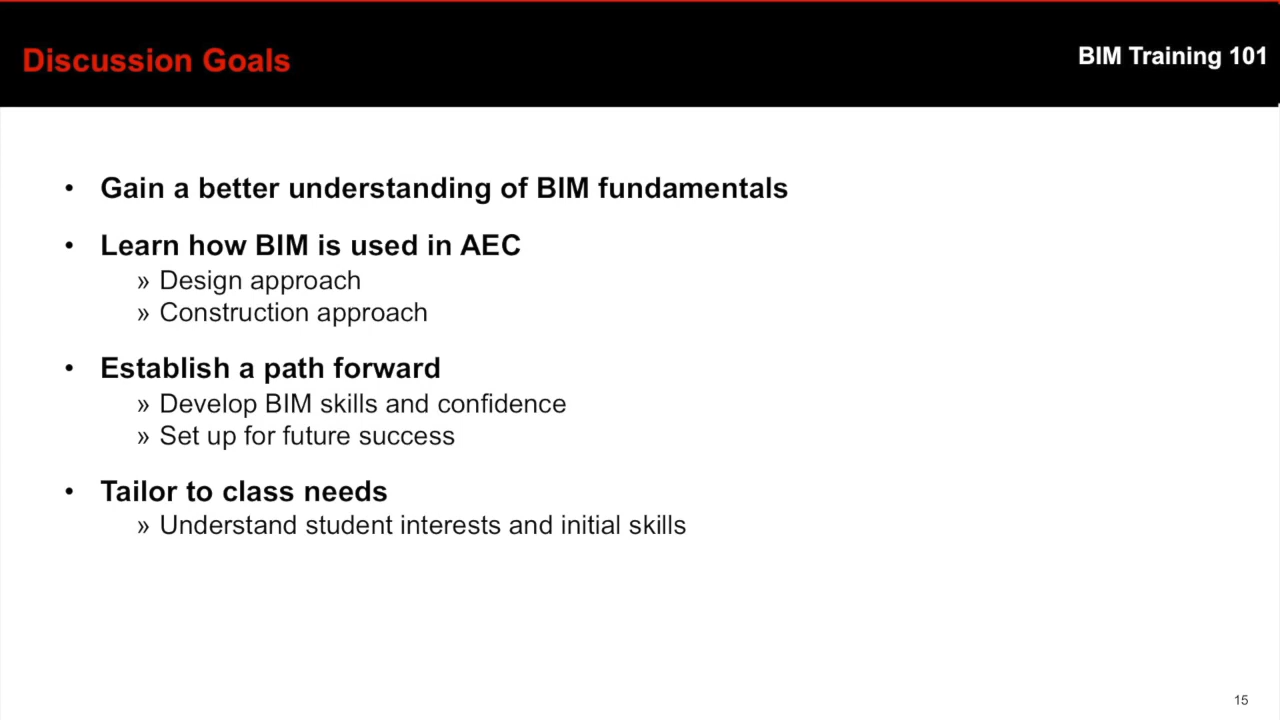 Discussion Goals
BIM Training 101
• Gain a better understanding of BIM fundamentals
• Learn how BIM is used in AEC
» Design approach
» Construction approach
• Establish a path forward
» Develop BIM skills and confidence
» Set up for future success
• Tailor to class needs
» Understand student interests and initial skills
15